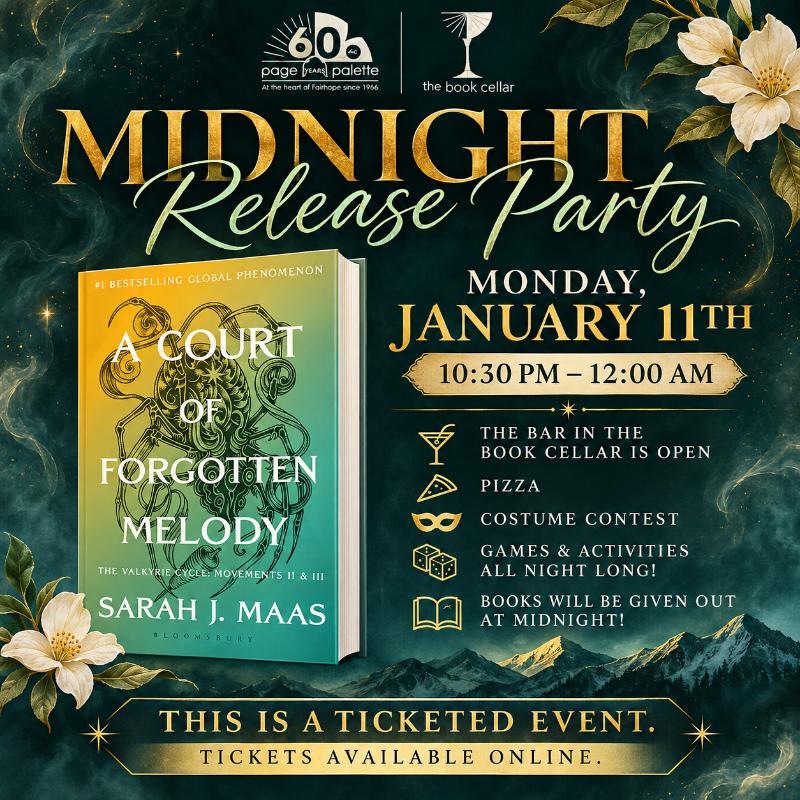 60
YEARS
page palette
At the heart of Fairhope since 1966
the book cellar
MIDNIGHT
Release Party
#1 BESTSELLING GLOBAL PHENOMENON
A COURT
OF
FORGOTTEN
MELODY
THE VALKYRIE CYCLE: MOVEMENTS II & III
SARAH J. MAAS
BLOOMSBURY
MONDAY,
JANUARY 11TH
10:30 PM – 12:00 AM
THE BAR IN THE
BOOK CELLAR IS OPEN
PIZZA
COSTUME CONTEST
GAMES & ACTIVITIES
ALL NIGHT LONG!
BOOKS WILL BE GIVEN OUT
AT MIDNIGHT!
THIS IS A TICKETED EVENT.
TICKETS AVAILABLE ONLINE.